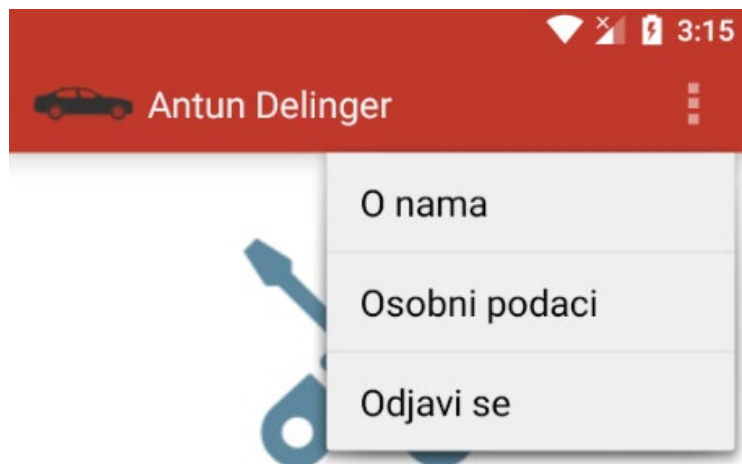 3:15
Antun Delinger
O nama
Osobni podaci
Odjavi se